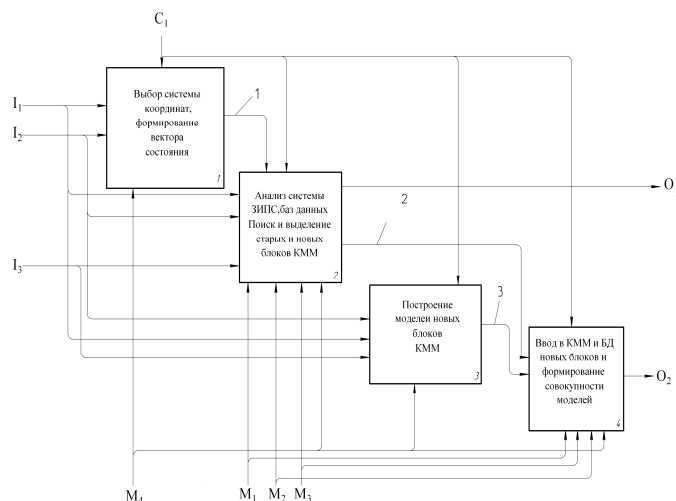 C1
Выбор системы
координат,
формирование
вектора
состояния
1
1
I1
I2
Анализ системы
ЗИПС,баз данных
Поиск и выделение
старых и новых
блоков КММ
2
O
2
I3
Построение
моделей новых
блоков
КММ
3
3
Ввод в КММ и БД
новых блоков и
формирование
совокупности
моделей
4
O2
M4
M1
M2
M3